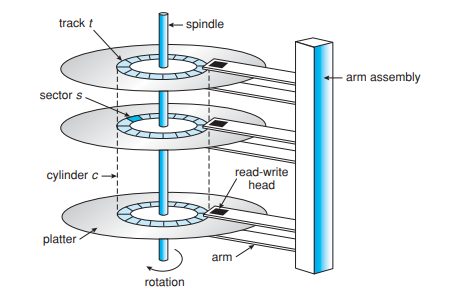 track t
spindle
arm assembly
sector s
cylinder c
read-write
head
platter
arm
rotation